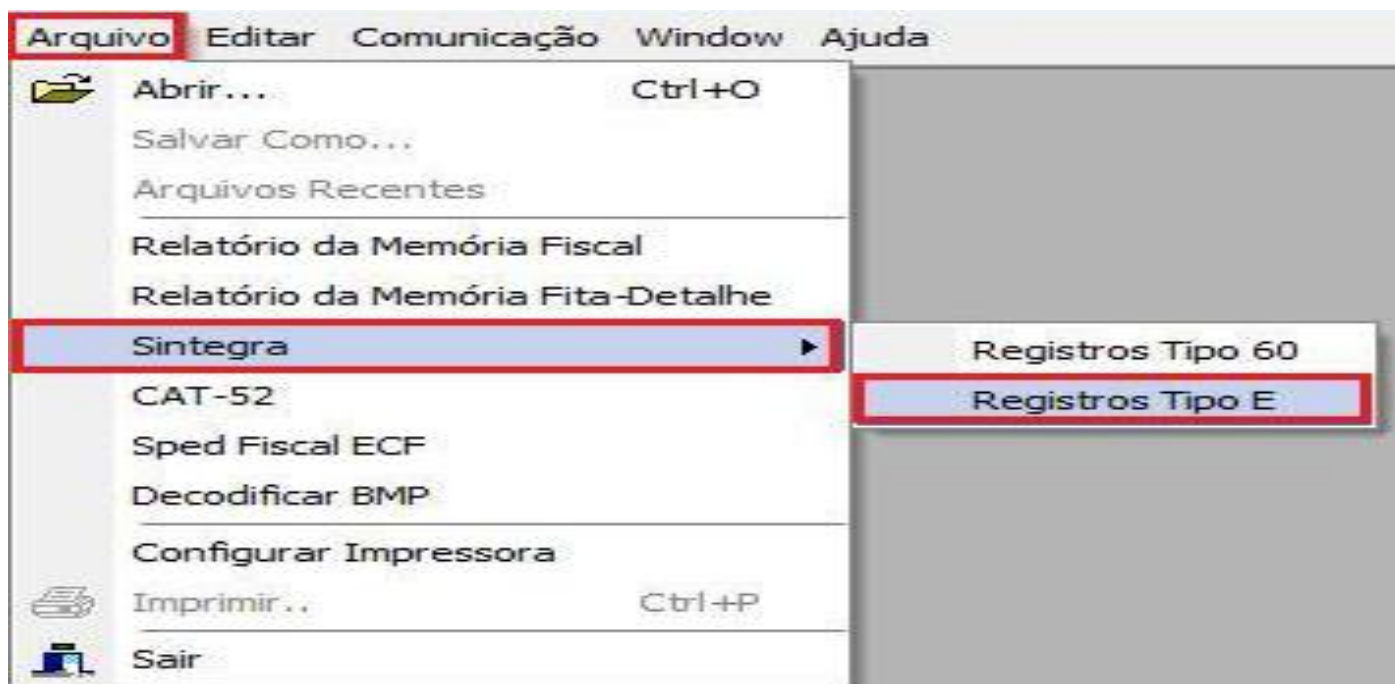 Arquivo Editar Comunicação Window Ajuda
Abrir... Ctrl+O
Salvar Como...
Arquivos Recentes
Relatório da Memória Fiscal
Relatório da Memória Fita-Detalhe
Sintegra
Registros Tipo 60
CAT-52
Registros Tipo E
Sped Fiscal ECF
Decodificar BMP
Configurar Impressora
Imprimir.. Ctrl+P
Sair